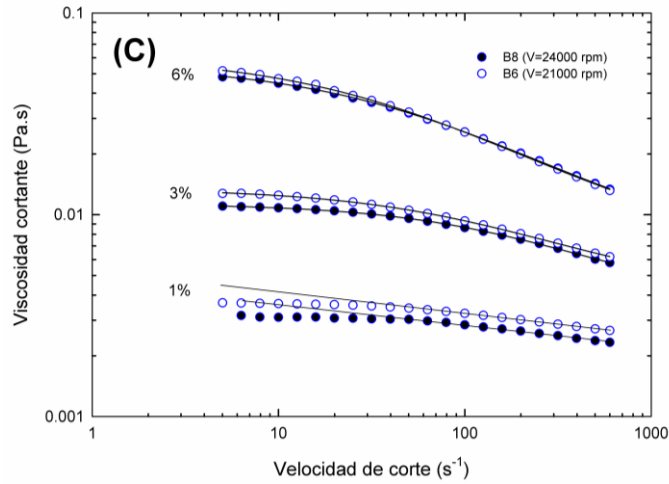 (C)
B8 (V=24000 rpm)
B6 (V=21000 rpm)
6%
3%
1%
Viscosidad cortante (Pa.s)
0.1
0.01
0.001
1
10
100
1000
Velocidad de corte (s⁻¹)